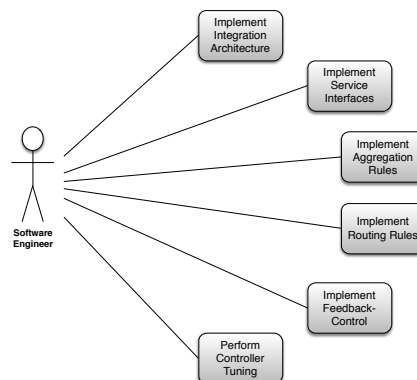 Implement
Integration
Architecture
Implement
Service
Interfaces
Implement
Aggregation
Rules
Software
Engineer
Implement
Routing Rules
Implement
Feedback-
Control
Perform
Controller
Tuning